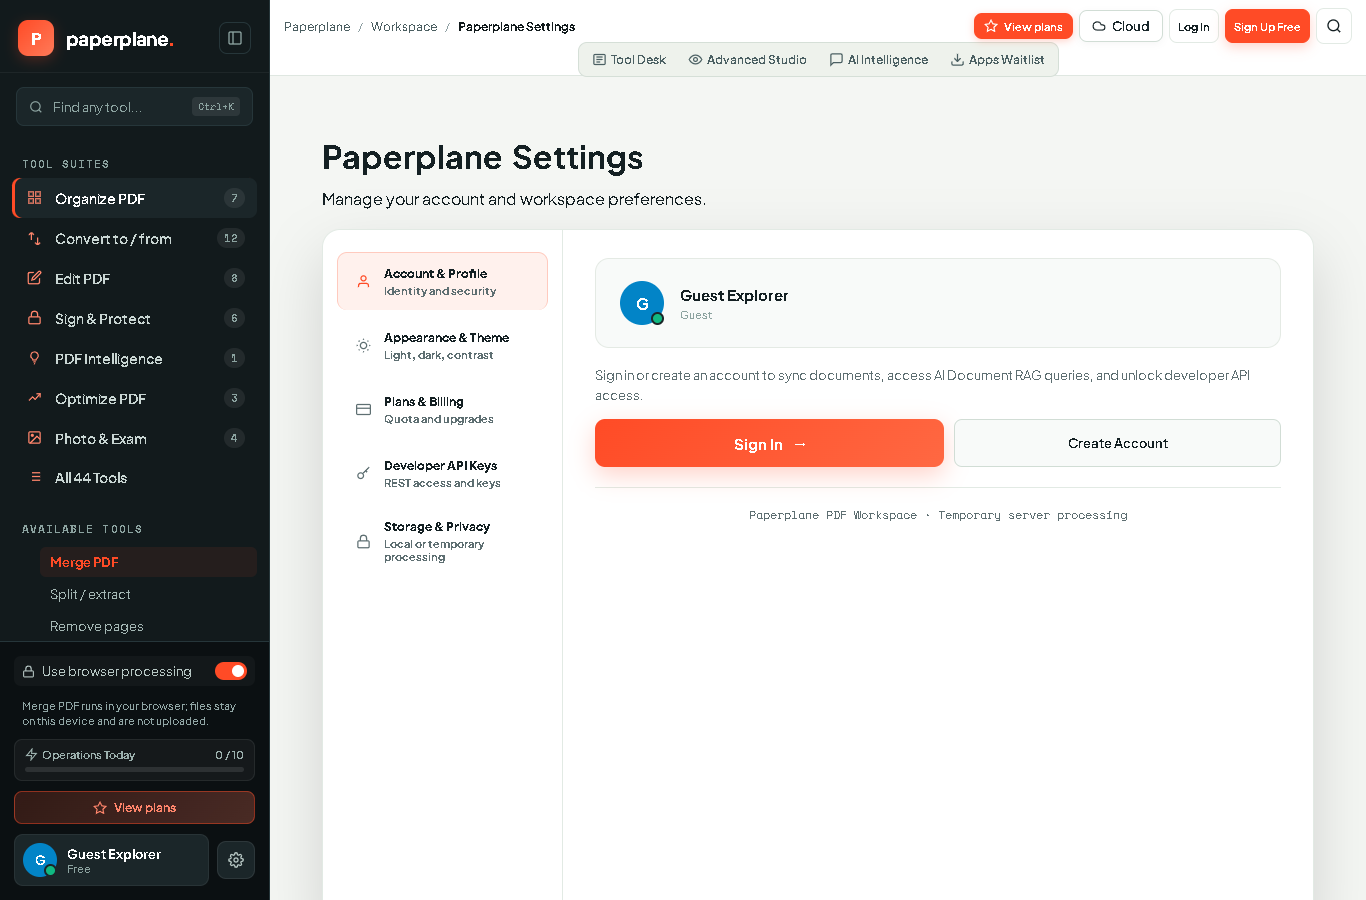 P paperplane.
Find any tool... Ctrl+K
TOOL SUITES
Organize PDF 7
Convert to / from 12
Edit PDF 8
Sign & Protect 6
PDF Intelligence 1
Optimize PDF 3
Photo & Exam 4
All 44 Tools
AVAILABLE TOOLS
Merge PDF
Split / extract
Remove pages
Use browser processing
Merge PDF runs in your browser; files stay
on this device and are not uploaded.
Operations Today 0 / 10
View plans
G Guest Explorer
Free
Paperplane / Workspace / Paperplane Settings
View plans
Cloud
Log In
Sign Up Free
Tool Desk
Advanced Studio
AI Intelligence
Apps Waitlist
Paperplane Settings
Manage your account and workspace preferences.
Account & Profile
Identity and security
Appearance & Theme
Light, dark, contrast
Plans & Billing
Quota and upgrades
Developer API Keys
REST access and keys
Storage & Privacy
Local or temporary
processing
G Guest Explorer
Guest
Sign in or create an account to sync documents, access AI Document RAG queries, and unlock developer API
access.
Sign In →
Create Account
Paperplane PDF Workspace · Temporary server processing